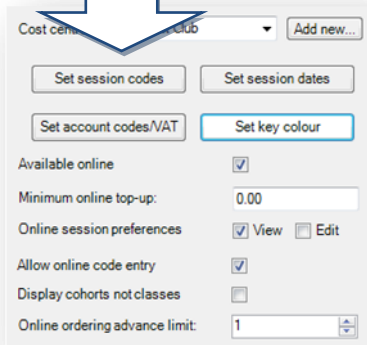 Cost cent Club Add new...
Set session codes Set session dates
Set account codes/VAT Set key colour
Available online
Minimum online top-up: 0.00
Online session preferences View Edit
Allow online code entry
Display cohorts not classes
Online ordering advance limit: 1